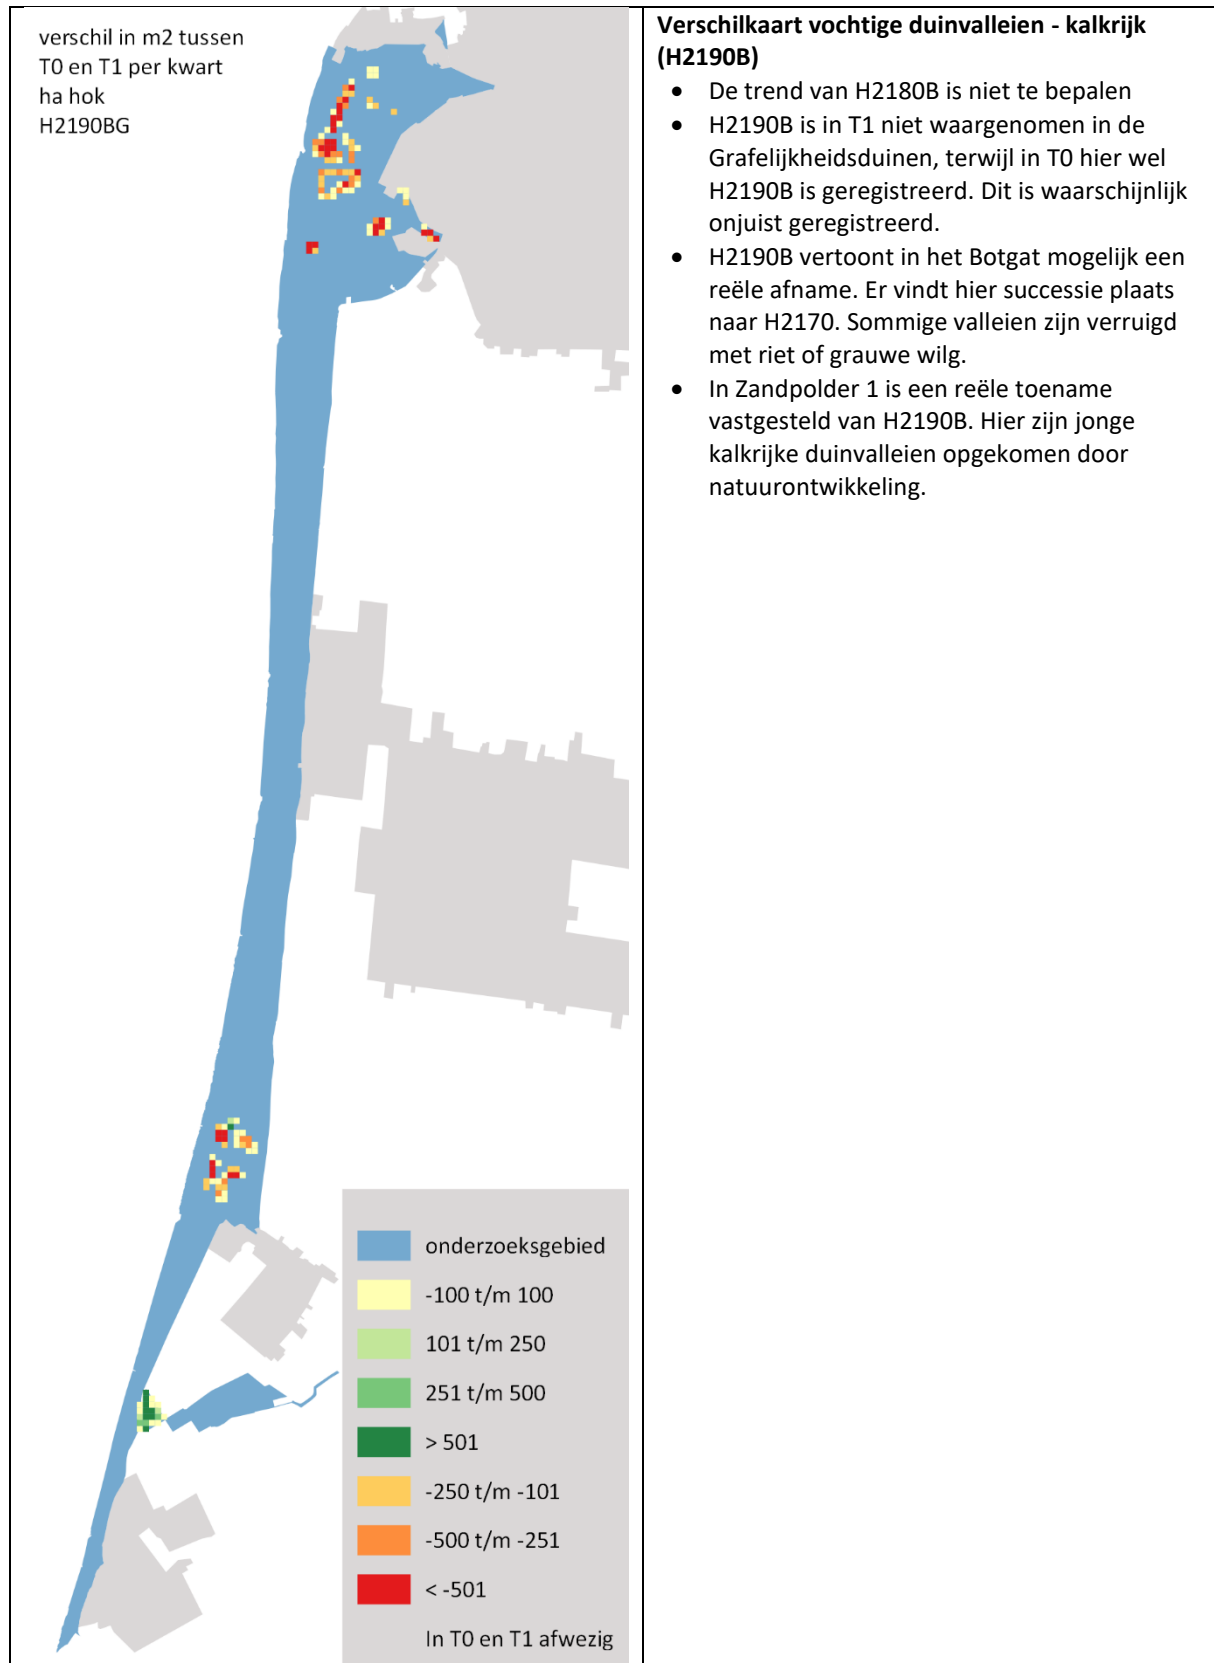 verschil in m2 tussen
T0 en T1 per kwart
ha hok
H2190BG
onderzoeksgebied
-100 t/m 100
101 t/m 250
251 t/m 500
> 501
-250 t/m -101
-500 t/m -251
< -501
In T0 en T1 afwezig
Verschilkaart vochtige duinvalleien - kalkrijk
(H2190B)
• De trend van H2180B is niet te bepalen
• H2190B is in T1 niet waargenomen in de
Grafelijkheidsduinen, terwijl in T0 hier wel
H2190B is geregistreerd. Dit is waarschijnlijk
onjuist geregistreerd.
• H2190B vertoont in het Botgat mogelijk een
reële afname. Er vindt hier successie plaats
naar H2170. Sommige valleien zijn verruigd
met riet of grauwe wilg.
• In Zandpolder 1 is een reële toename
vastgesteld van H2190B. Hier zijn jonge
kalkrijke duinvalleien opgekomen door
natuurontwikkeling.